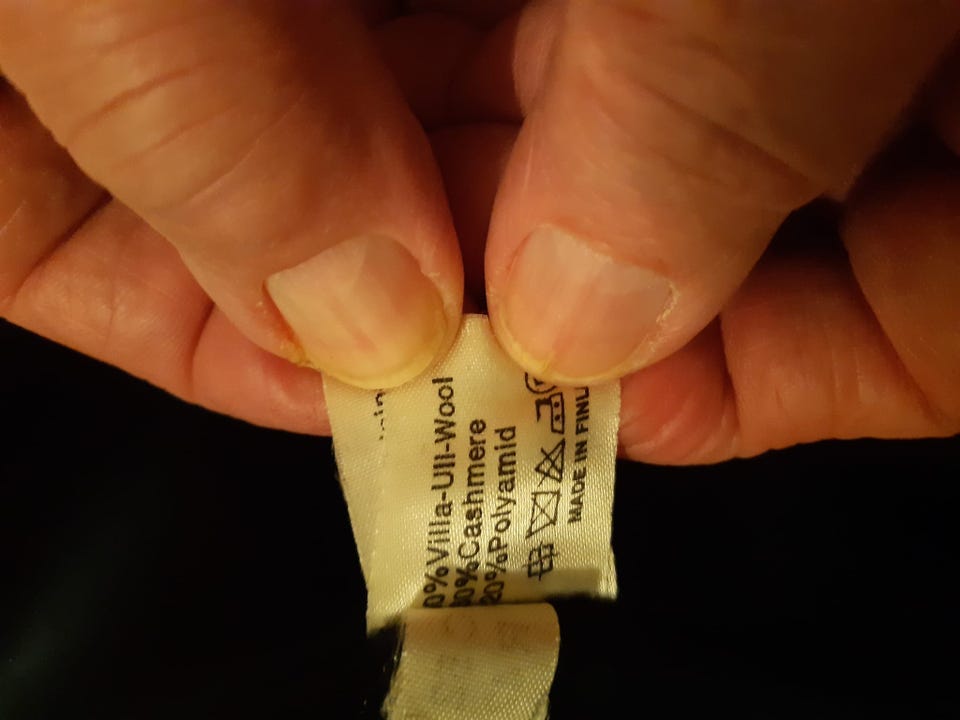 0%Villa-Ull-Wool
0%Cashmere
20%Polyamid
MADE IN FINL